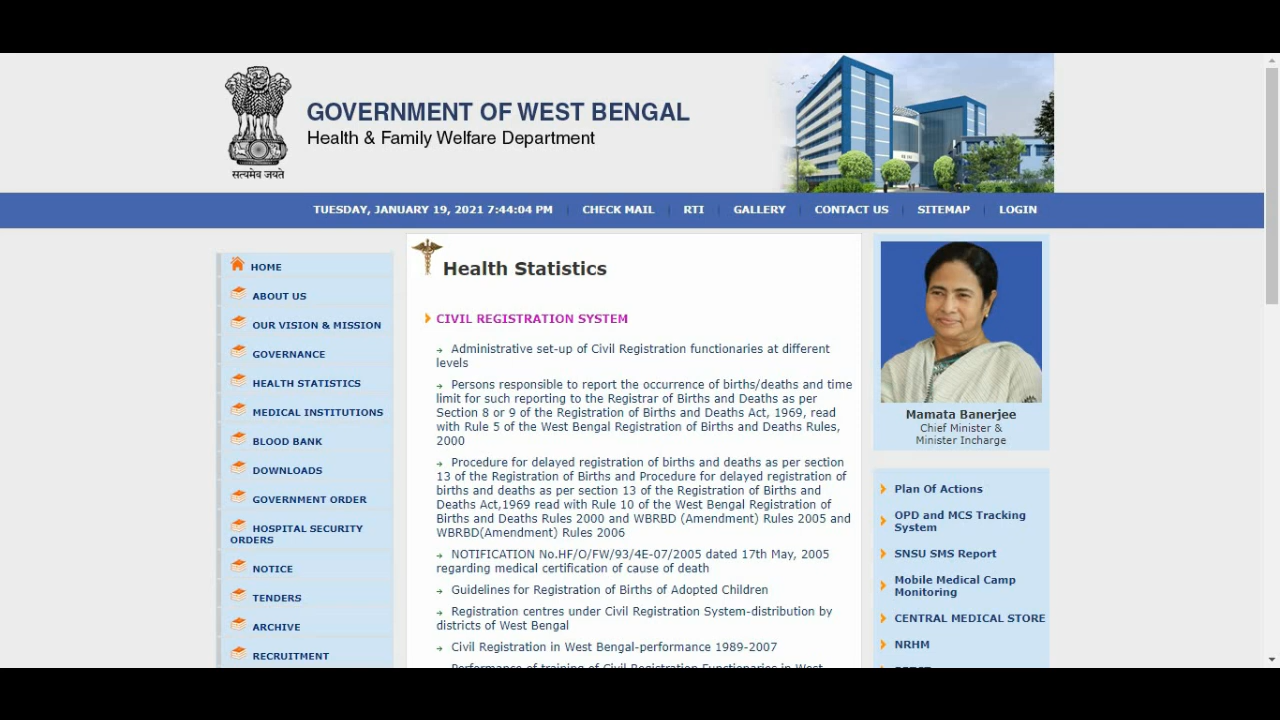 GOVERNMENT OF WEST BENGAL
Health & Family Welfare Department
सत्यमेव जयते
TUESDAY, JANUARY 19, 2021 7:44:04 PM
CHECK MAIL
RTI
GALLERY
CONTACT US
SITEMAP
LOGIN
HOME
ABOUT US
OUR VISION & MISSION
GOVERNANCE
HEALTH STATISTICS
MEDICAL INSTITUTIONS
BLOOD BANK
DOWNLOADS
GOVERNMENT ORDER
HOSPITAL SECURITY
ORDERS
NOTICE
TENDERS
ARCHIVE
RECRUITMENT
Health Statistics
CIVIL REGISTRATION SYSTEM
Administrative set-up of Civil Registration functionaries at different
levels
Persons responsible to report the occurrence of births/deaths and time
limit for such reporting to the Registrar of Births and Deaths as per
Section 8 or 9 of the Registration of Births and Deaths Act, 1969, read
with Rule 5 of the West Bengal Registration of Births and Deaths Rules,
2000
Procedure for delayed registration of births and deaths as per section
13 of the Registration of Births and Procedure for delayed registration of
births and deaths as per section 13 of the Registration of Births and
Deaths Act,1969 read with Rule 10 of the West Bengal Registration of
Births and Deaths Rules 2000 and WBRBD (Amendment) Rules 2005 and
WBRBD(Amendment) Rules 2006
NOTIFICATION No.HF/O/FW/93/4E-07/2005 dated 17th May, 2005
regarding medical certification of cause of death
Guidelines for Registration of Births of Adopted Children
Registration centres under Civil Registration System-distribution by
districts of West Bengal
Civil Registration in West Bengal-performance 1989-2007
Performance of training of Civil Registration Functionaries in West
Mamata Banerjee
Chief Minister &
Minister Incharge
Plan Of Actions
OPD and MCS Tracking
System
SNSU SMS Report
Mobile Medical Camp
Monitoring
CENTRAL MEDICAL STORE
NRHM